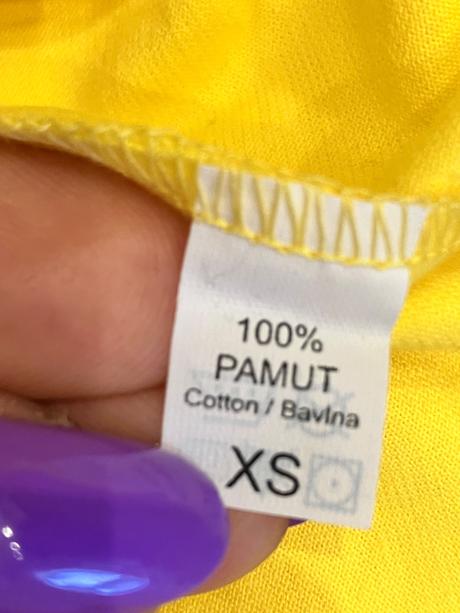 100%
PAMUT
Cotton / Bavlna
XS